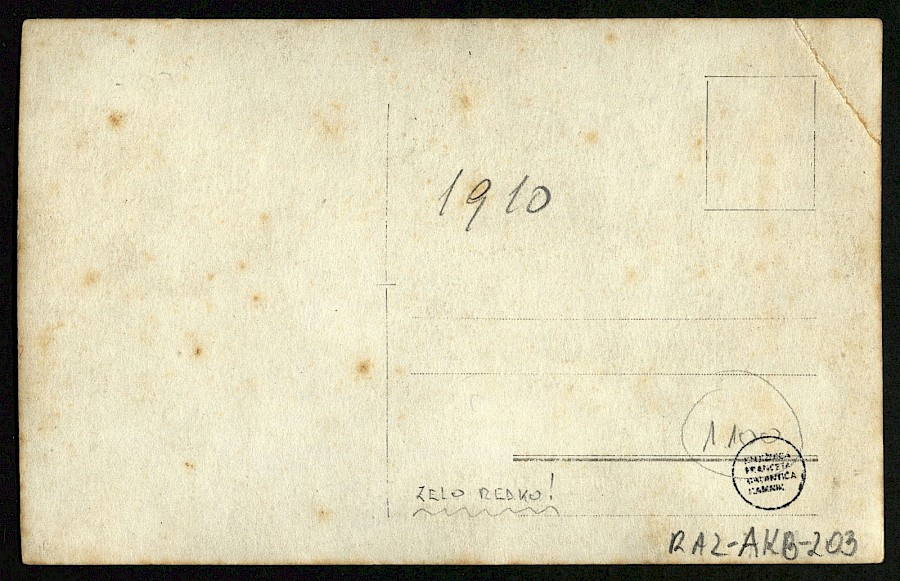 1910
1100
KNJIŽNICA
FRANCETA
BALANTIČA
KAMNIK
ZELO REDKO!
RAZ-AKB-203